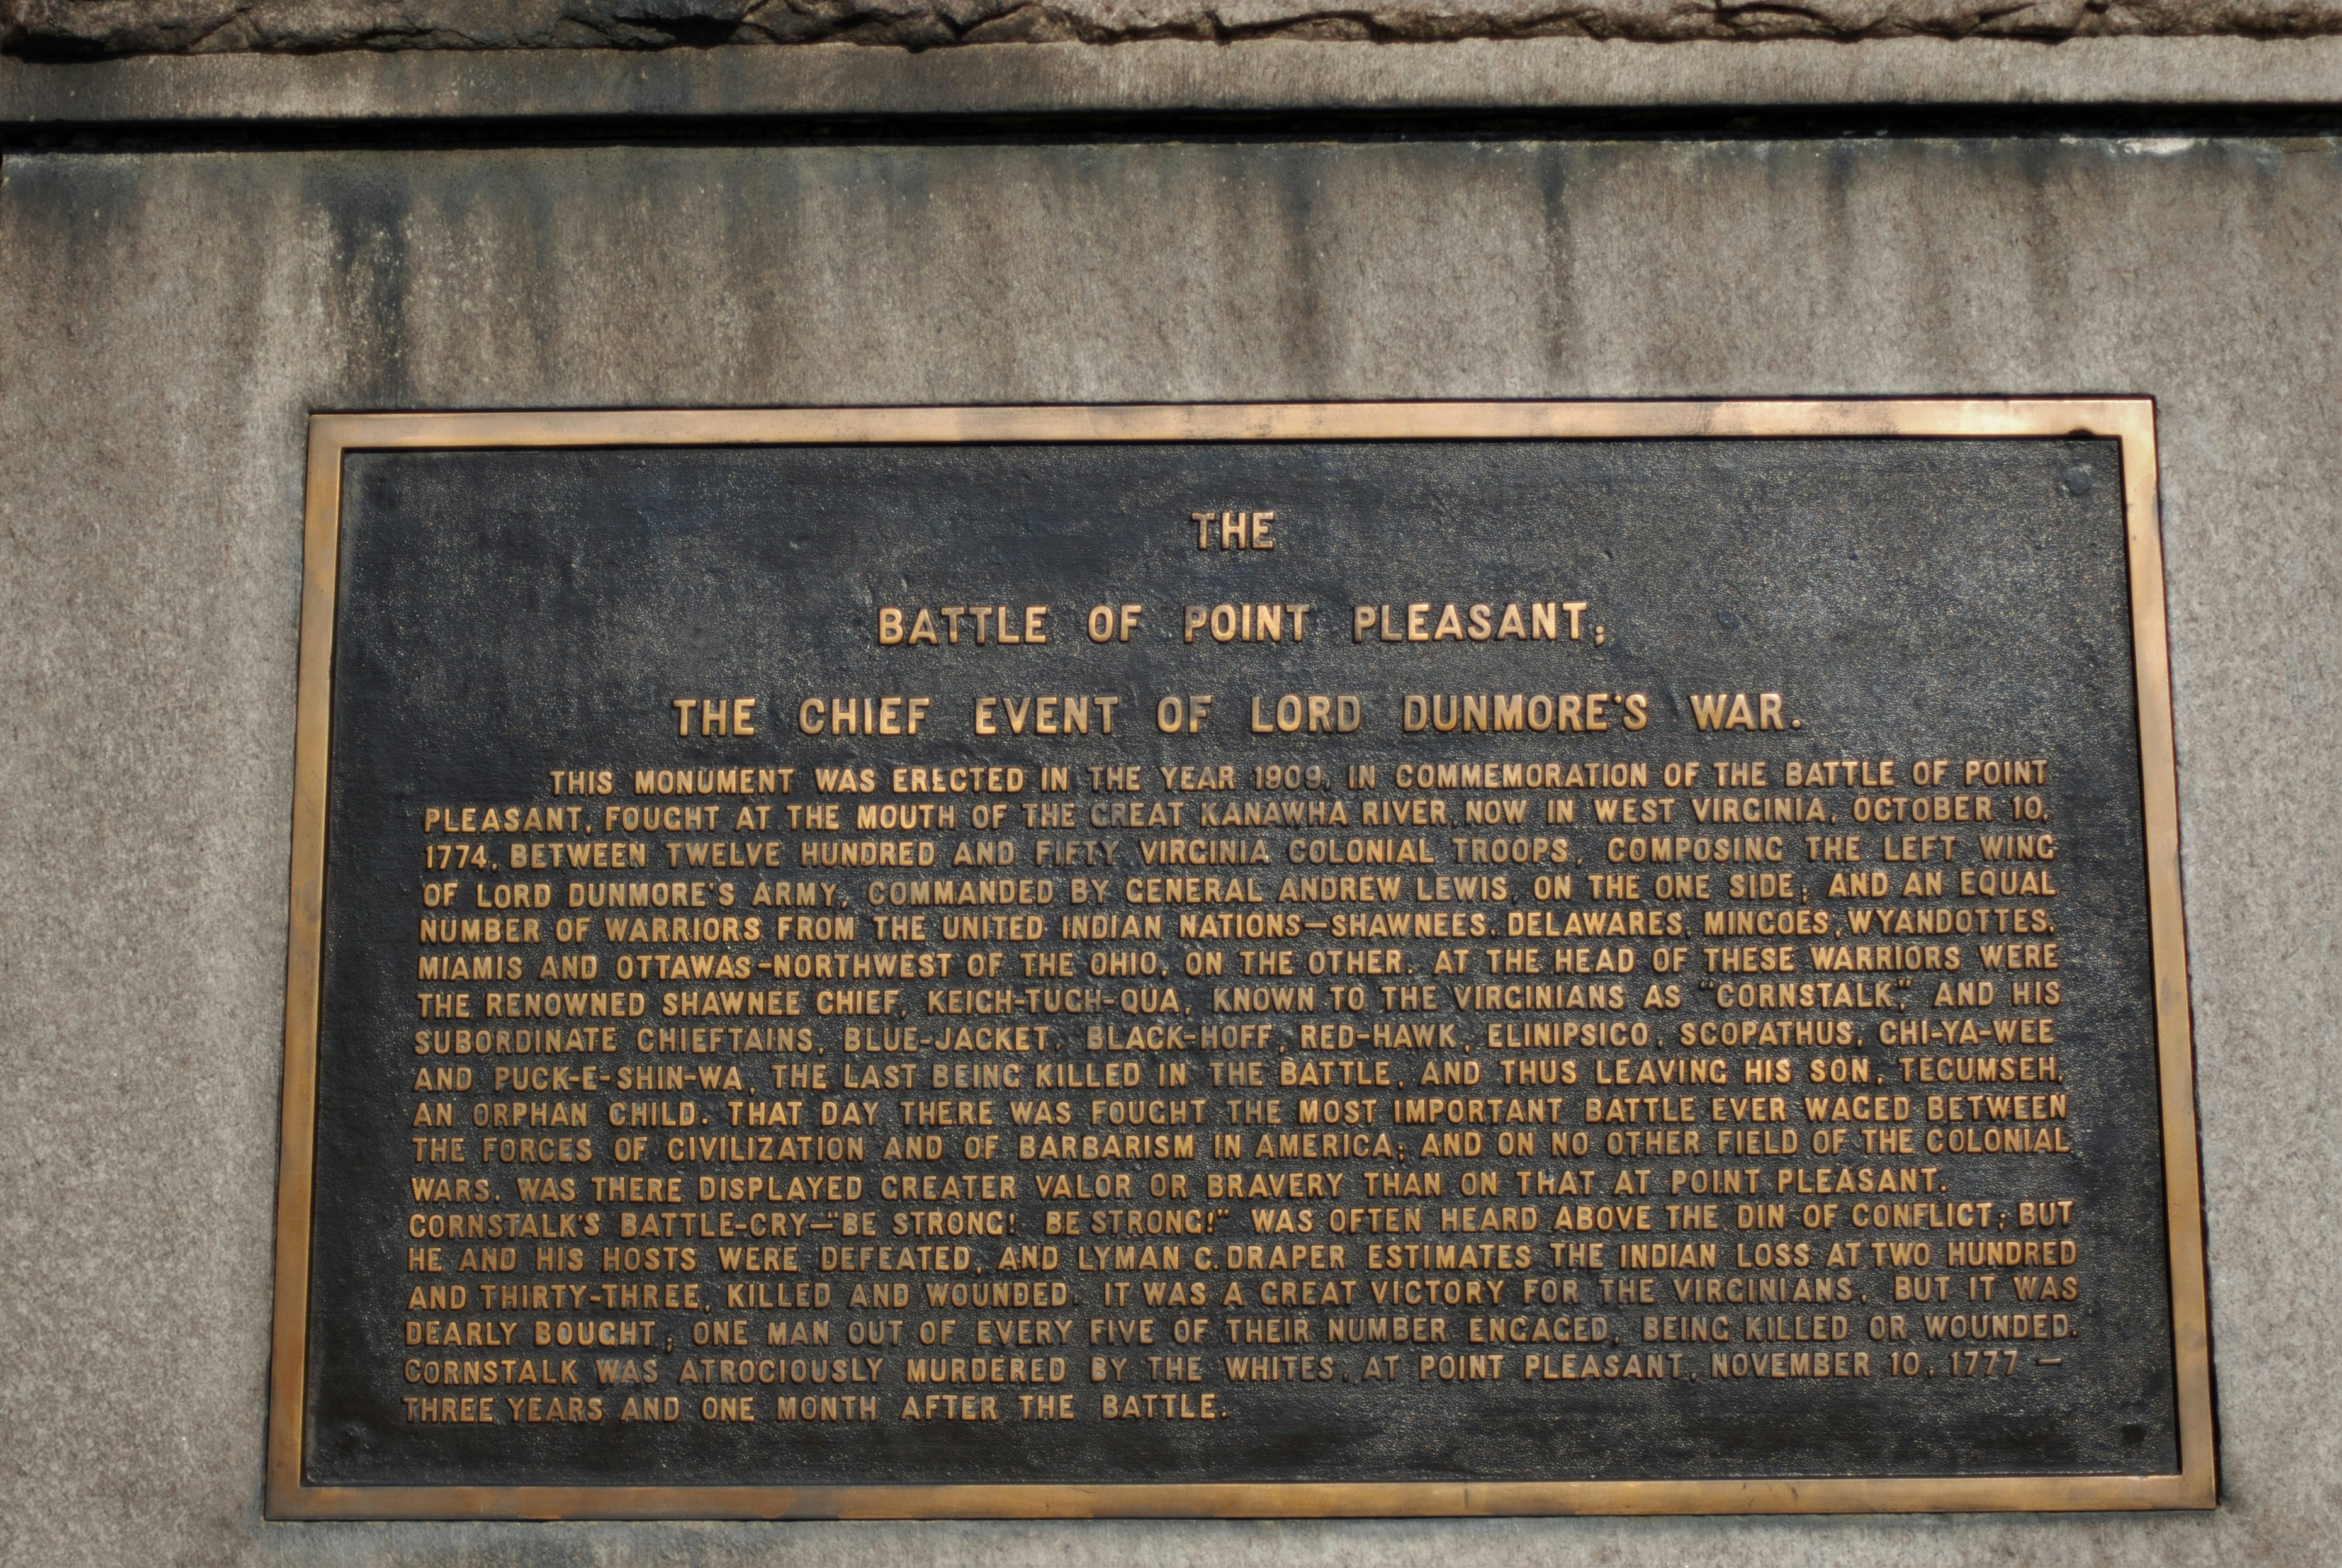 THE
BATTLE OF POINT PLEASANT;
THE CHIEF EVENT OF LORD DUNMORE'S WAR.
THIS MONUMENT WAS ERECTED IN THE YEAR 1909, IN COMMEMORATION OF THE BATTLE OF POINT
PLEASANT, FOUGHT AT THE MOUTH OF THE GREAT KANAWHA RIVER, NOW IN WEST VIRGINIA, OCTOBER 10,
1774, BETWEEN TWELVE HUNDRED AND FIFTY VIRGINIA COLONIAL TROOPS, COMPOSING THE LEFT WING
OF LORD DUNMORE'S ARMY, COMMANDED BY GENERAL ANDREW LEWIS, ON THE ONE SIDE; AND AN EQUAL
NUMBER OF WARRIORS FROM THE UNITED INDIAN NATIONS—SHAWNEES, DELAWARES, MINGOES, WYANDOTTES,
MIAMIS AND OTTAWAS-NORTHWEST OF THE OHIO, ON THE OTHER. AT THE HEAD OF THESE WARRIORS WERE
THE RENOWNED SHAWNEE CHIEF, KEIGH-TUGH-QUA, KNOWN TO THE VIRGINIANS AS "CORNSTALK," AND HIS
SUBORDINATE CHIEFTAINS, BLUE-JACKET, BLACK-HOFF, RED-HAWK, ELINIPSICO, SCOPATHUS, CHI-YA-WEE
AND PUCK-E-SHIN-WA, THE LAST BEING KILLED IN THE BATTLE, AND THUS LEAVING HIS SON, TECUMSEH,
AN ORPHAN CHILD. THAT DAY THERE WAS FOUGHT THE MOST IMPORTANT BATTLE EVER WAGED BETWEEN
THE FORCES OF CIVILIZATION AND OF BARBARISM IN AMERICA; AND ON NO OTHER FIELD OF THE COLONIAL
WARS, WAS THERE DISPLAYED GREATER VALOR OR BRAVERY THAN ON THAT AT POINT PLEASANT.
CORNSTALK'S BATTLE-CRY—"BE STRONG! BE STRONG!" WAS OFTEN HEARD ABOVE THE DIN OF CONFLICT; BUT
HE AND HIS HOSTS WERE DEFEATED, AND LYMAN C. DRAPER ESTIMATES THE INDIAN LOSS AT TWO HUNDRED
AND THIRTY-THREE, KILLED AND WOUNDED. IT WAS A GREAT VICTORY FOR THE VIRGINIANS, BUT IT WAS
DEARLY BOUGHT; ONE MAN OUT OF EVERY FIVE OF THEIR NUMBER ENGAGED, BEING KILLED OR WOUNDED.
CORNSTALK WAS ATROCIOUSLY MURDERED BY THE WHITES, AT POINT PLEASANT, NOVEMBER 10, 1777 —
THREE YEARS AND ONE MONTH AFTER THE BATTLE.